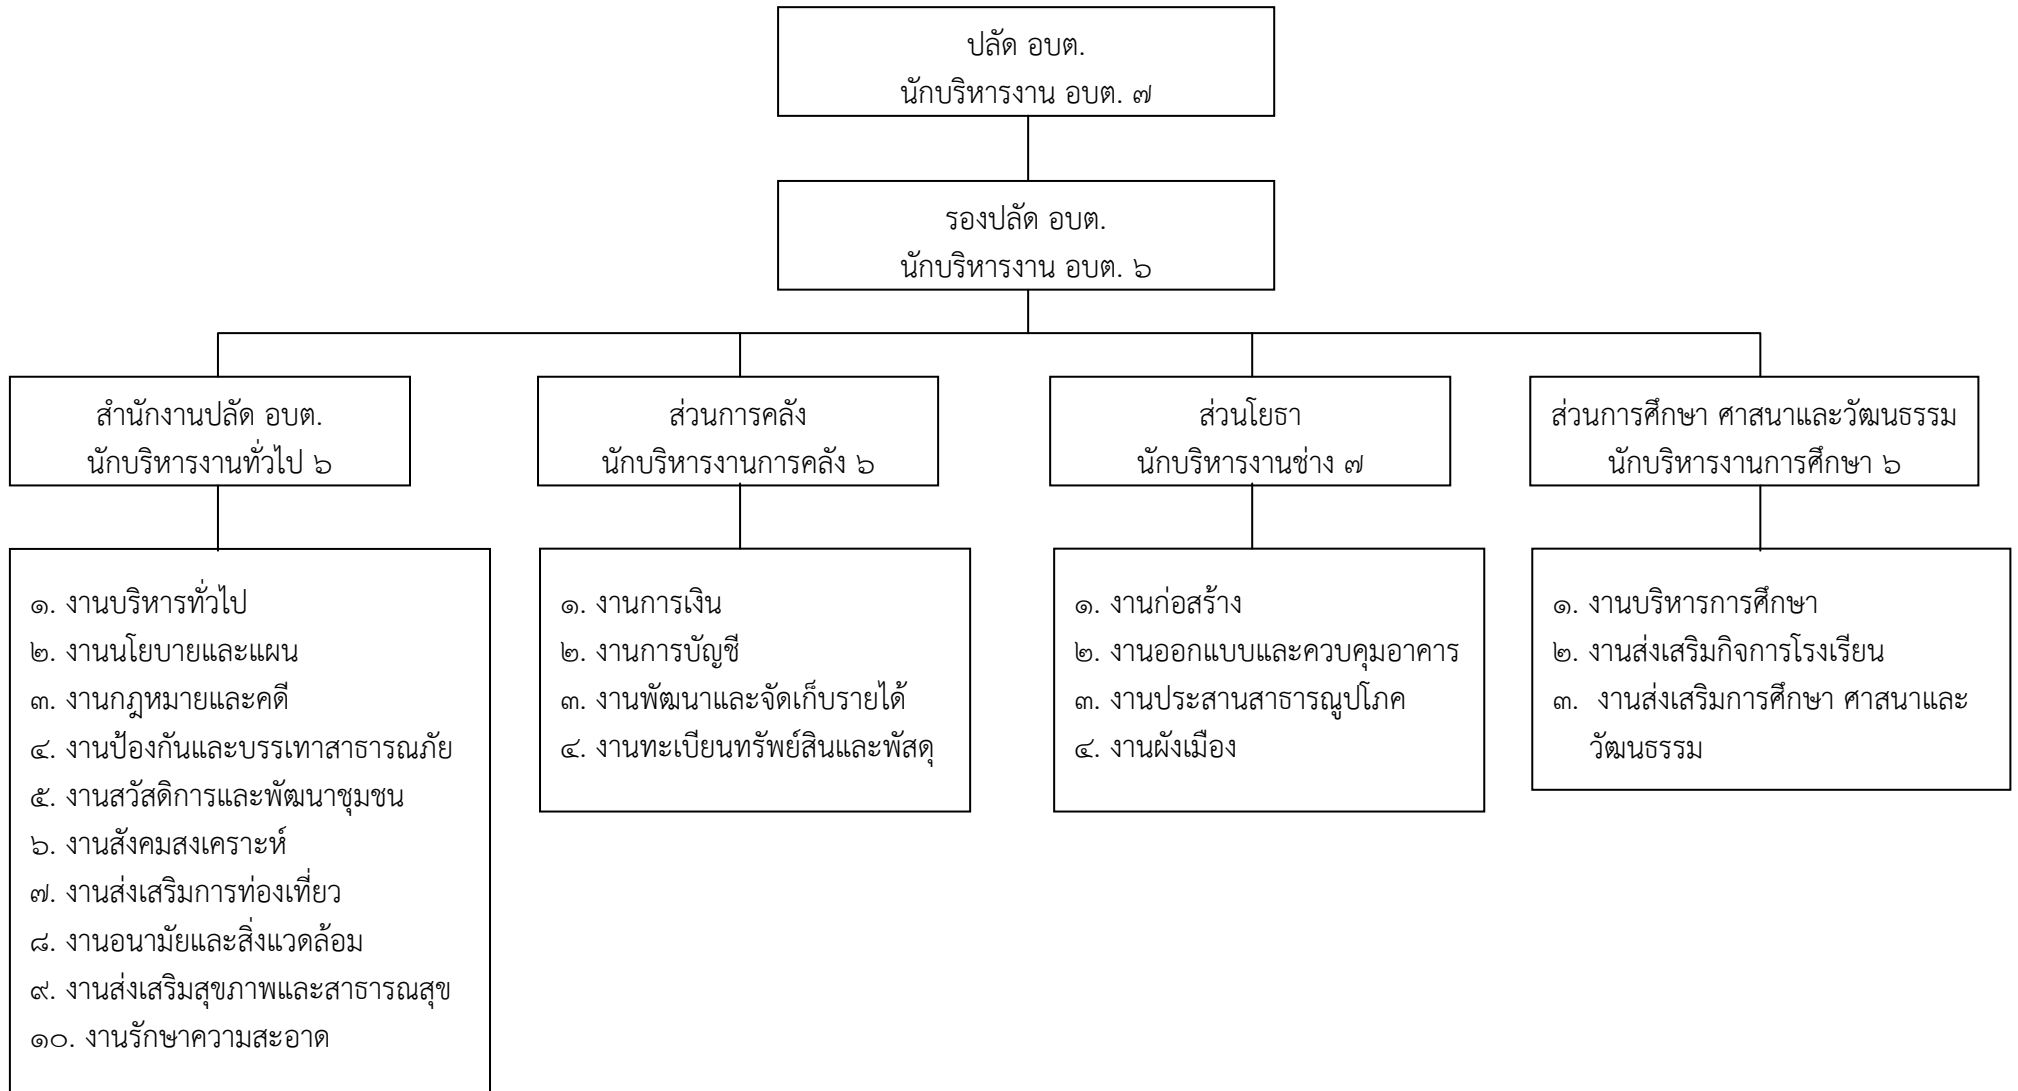 ปลัด อบต.
นักบริหารงาน อบต. ๗
รองปลัด อบต.
นักบริหารงาน อบต. ๖
สำนักงานปลัด อบต.
นักบริหารงานทั่วไป ๖
ส่วนการคลัง
นักบริหารงานการคลัง ๖
ส่วนโยธา
นักบริหารงานช่าง ๗
ส่วนการศึกษา ศาสนาและวัฒนธรรม
นักบริหารงานการศึกษา ๖
๑. งานบริหารทั่วไป
๒. งานนโยบายและแผน
๓. งานกฎหมายและคดี
๔. งานป้องกันและบรรเทาสาธารณภัย
๕. งานสวัสดิการและพัฒนาชุมชน
๖. งานสังคมสงเคราะห์
๗. งานส่งเสริมการท่องเที่ยว
๘. งานอนามัยและสิ่งแวดล้อม
๙. งานส่งเสริมสุขภาพและสาธารณสุข
๑๐. งานรักษาความสะอาด
๑. งานการเงิน
๒. งานการบัญชี
๓. งานพัฒนาและจัดเก็บรายได้
๔. งานทะเบียนทรัพย์สินและพัสดุ
๑. งานก่อสร้าง
๒. งานออกแบบและควบคุมอาคาร
๓. งานประสานสาธารณูปโภค
๔. งานผังเมือง
๑. งานบริหารการศึกษา
๒. งานส่งเสริมกิจการโรงเรียน
๓. งานส่งเสริมการศึกษา ศาสนาและ
วัฒนธรรม